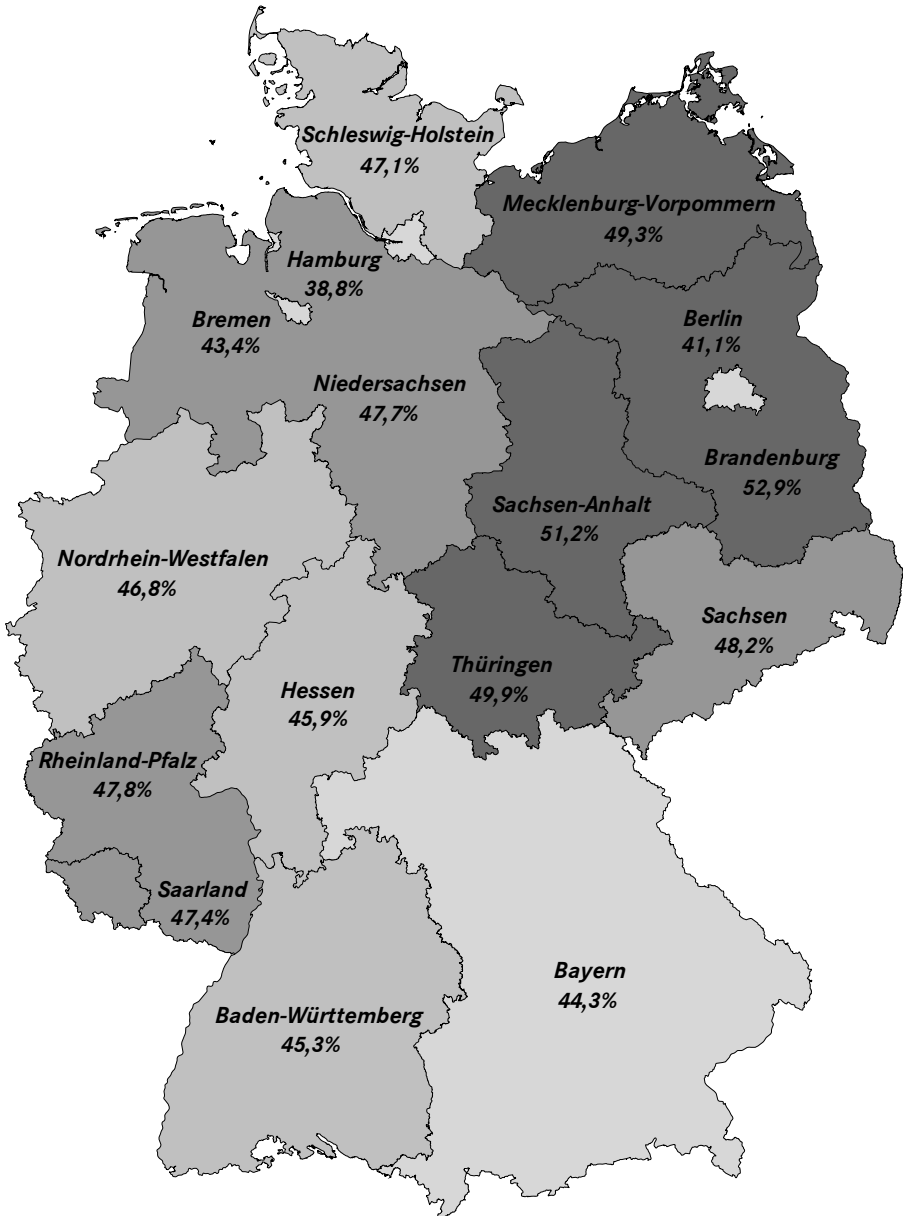 Schleswig-Holstein
47,1%
Mecklenburg-Vorpommern
49,3%
Hamburg
38,8%
Bremen
43,4%
Berlin
41,1%
Niedersachsen
47,7%
Brandenburg
52,9%
Sachsen-Anhalt
51,2%
Nordrhein-Westfalen
46,8%
Sachsen
48,2%
Thüringen
49,9%
Hessen
45,9%
Rheinland-Pfalz
47,8%
Saarland
47,4%
Bayern
44,3%
Baden-Württemberg
45,3%